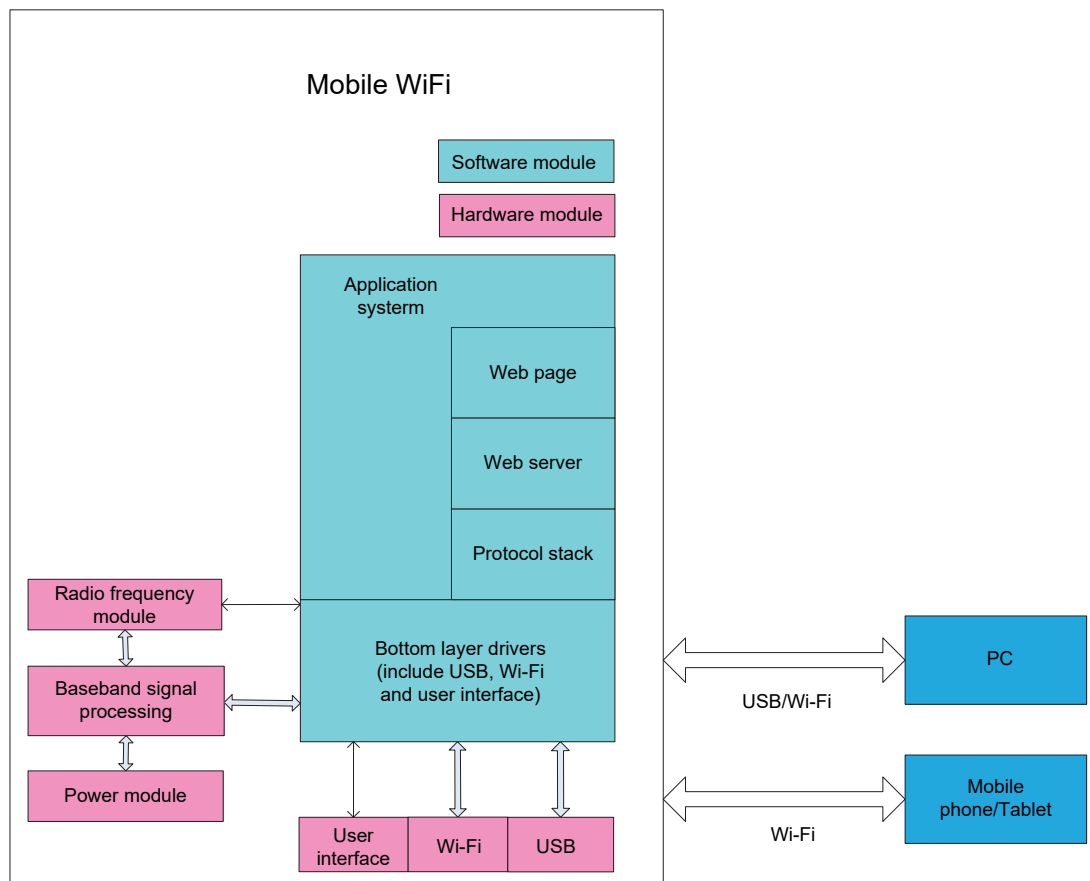 Mobile WiFi
Software module
Hardware module
Application
systerm
Web page
Web server
Protocol stack
Radio frequency
module
Bottom layer drivers
(include USB, Wi-Fi
and user interface)
Baseband signal
processing
Power module
User
interface
Wi-Fi
USB
PC
USB/Wi-Fi
Mobile
phone/Tablet
Wi-Fi